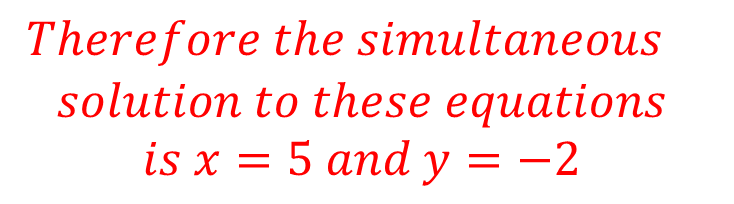 Therefore the simultaneous
solution to these equations
is x = 5 and y = −2